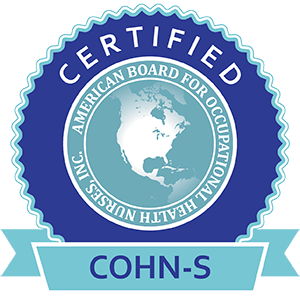 CERTIFIED
AMERICAN BOARD FOR OCCUPATIONAL HEALTH NURSES, INC.
COHN-S